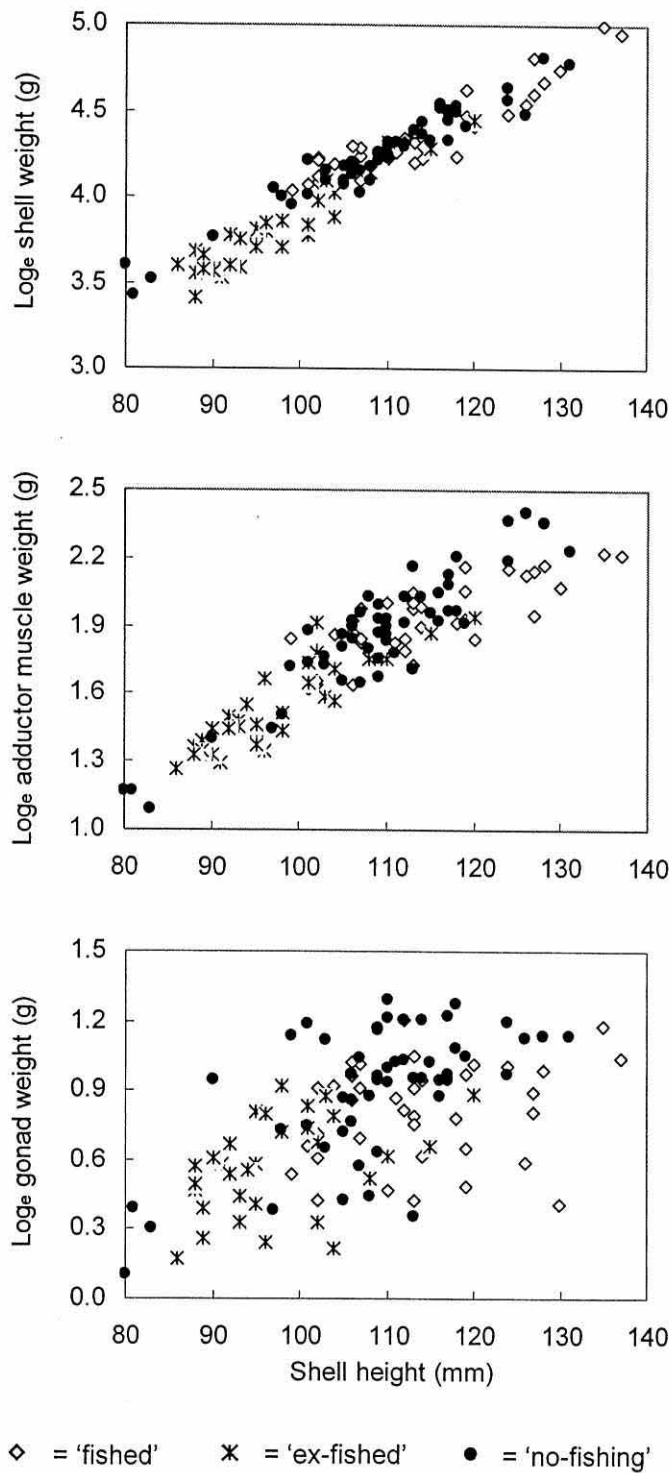 5.0
4.5
4.0
3.5
3.0
Loge shell weight (g)
80 90 100 110 120 130 140
2.5
2.2
1.9
1.6
1.3
1.0
Loge adductor muscle weight (g)
80 90 100 110 120 130 140
1.5
1.2
0.9
0.6
0.3
0.0
Loge gonad weight (g)
80 90 100 110 120 130 140
Shell height (mm)
= 'fished' = 'ex-fished' = 'no-fishing'